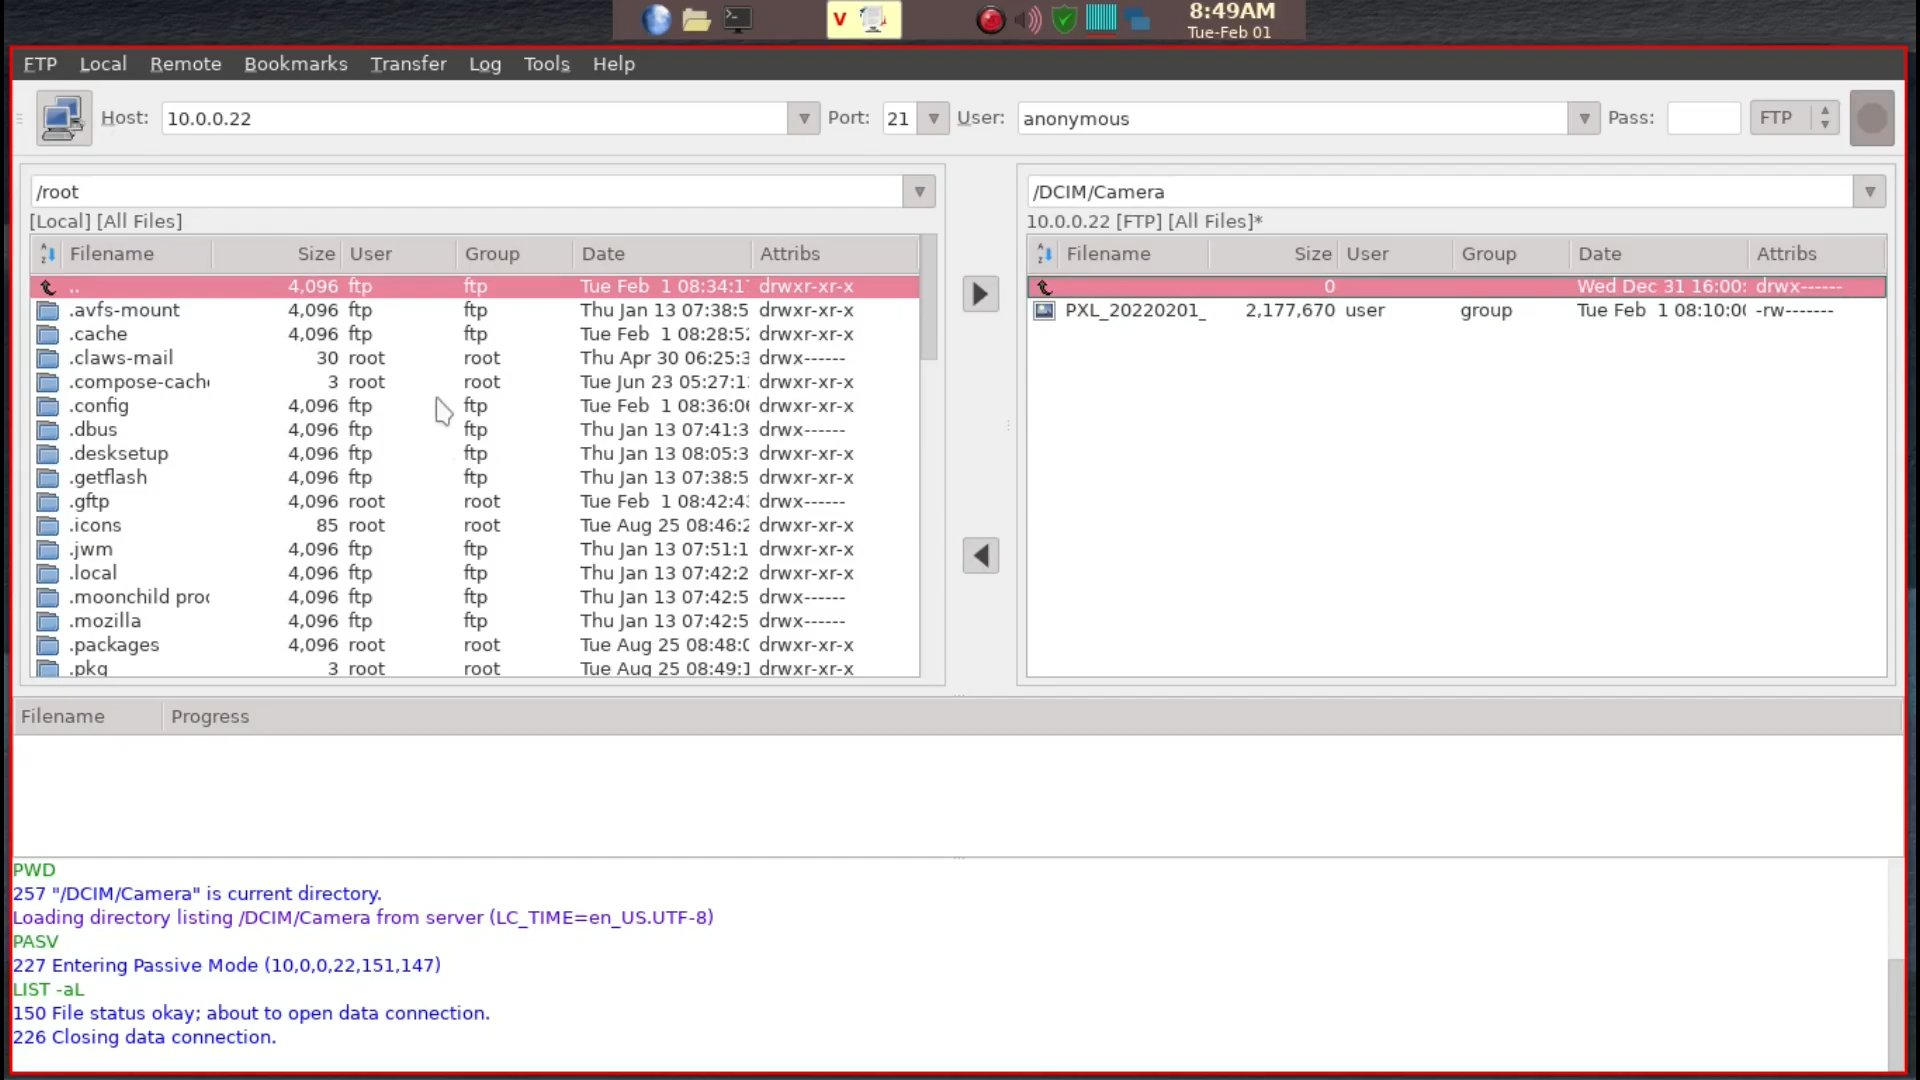 8:49AM
Tue-Feb 01
FTP Local Remote Bookmarks Transfer Log Tools Help
Host: 10.0.0.22 Port: 21 User: anonymous Pass: FTP
/root
[Local] [All Files]
Filename Size User Group Date Attribs
.. 4,096 ftp ftp Tue Feb 1 08:34:1 drwxr-xr-x
.avfs-mount 4,096 ftp ftp Thu Jan 13 07:38:5 drwxr-xr-x
.cache 4,096 ftp ftp Tue Feb 1 08:28:5 drwxr-xr-x
.claws-mail 30 root root Thu Apr 30 06:25:3 drwx------
.compose-cach 3 root root Tue Jun 23 05:27:1 drwxr-xr-x
.config 4,096 ftp ftp Tue Feb 1 08:36:0 drwxr-xr-x
.dbus 4,096 ftp ftp Thu Jan 13 07:41:3 drwx------
.desksetup 4,096 ftp ftp Thu Jan 13 08:05:3 drwxr-xr-x
.getflash 4,096 ftp ftp Thu Jan 13 07:38:5 drwxr-xr-x
.gftp 4,096 root root Tue Feb 1 08:42:4 drwx------
.icons 85 root root Tue Aug 25 08:46:2 drwxr-xr-x
.jwm 4,096 ftp ftp Thu Jan 13 07:51:1 drwxr-xr-x
.local 4,096 ftp ftp Thu Jan 13 07:42:2 drwxr-xr-x
.moonchild pro 4,096 ftp ftp Thu Jan 13 07:42:5 drwx------
.mozilla 4,096 ftp ftp Thu Jan 13 07:42:5 drwx------
.packages 4,096 root root Tue Aug 25 08:48:0 drwxr-xr-x
.pkg 3 root root Tue Aug 25 08:49:1 drwxr-xr-x
/DCIM/Camera
10.0.0.22 [FTP] [All Files]*
Filename Size User Group Date Attribs
0 Wed Dec 31 16:00: drwx------
PXL_20220201_ 2,177,670 user group Tue Feb 1 08:10:0 -rw-------
Filename Progress
PWD
257 "/DCIM/Camera" is current directory.
Loading directory listing /DCIM/Camera from server (LC_TIME=en_US.UTF-8)
PASV
227 Entering Passive Mode (10,0,0,22,151,147)
LIST -aL
150 File status okay; about to open data connection.
226 Closing data connection.